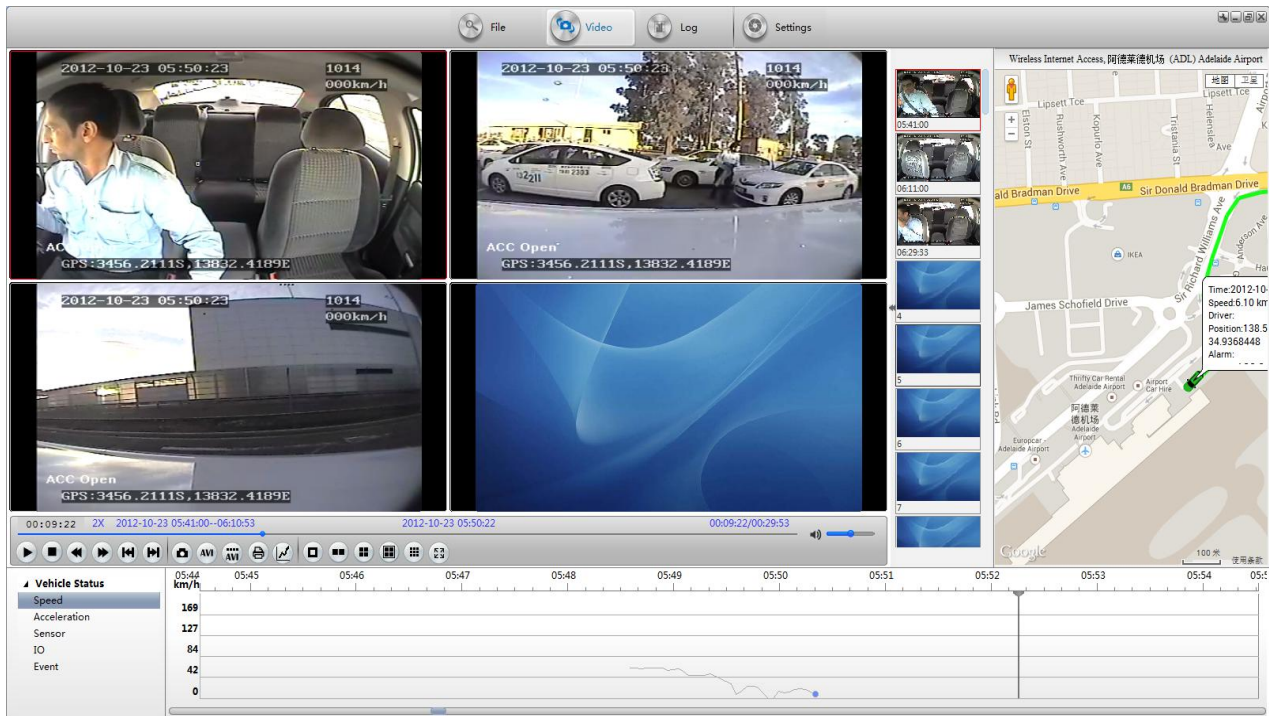 File
Video
Log
Settings
2012-10-23 05:50:23
1014
000km/h
ACC Open
GPS:3456.2111S,13832.4189E
2012-10-23 05:50:23
1014
000km/h
2211
TAXI 2303
ACC Open
GPS:3456.2111S,13832.4189E
2012-10-23 05:50:23
1014
000km/h
ACC Open
GPS:3456.2111S,13832.4189E
05:41:00
06:11:00
06:29:33
4
5
6
7
Wireless Internet Access, 阿德莱德机场 (ADL) Adelaide Airport
地图
卫星
Lipsett Tce
Lipsett Tce
Elston St
Rushworth Ave
Kopurlo Ave
Tristania St
Helenslea Ave
Airpo
ald Bradman Drive
A6
Sir Donald Bradman Drive
Sir Richard Williams Ave
Anderson Ave
IKEA
James Schofield Drive
Time:2012-10-
Speed:6.10 km
Driver:
Position:138.5
34.9368448
Alarm:
Thrifty Car Rental
Adelaide Airport
Airport
Car Hire
阿德莱
德机场
Adelaide
Airport
Europcar -
Adelaide Airport
Google
100 米
使用条款
00:09:22
2X
2012-10-23 05:41:00--06:10:53
2012-10-23 05:50:22
00:09:22/00:29:53
AVI
AVI
Vehicle Status
Speed
Acceleration
Sensor
IO
Event
05:44
05:45
05:46
05:47
05:48
05:49
05:50
05:51
05:52
05:53
05:54
05:5
km/h
169
127
84
42
0